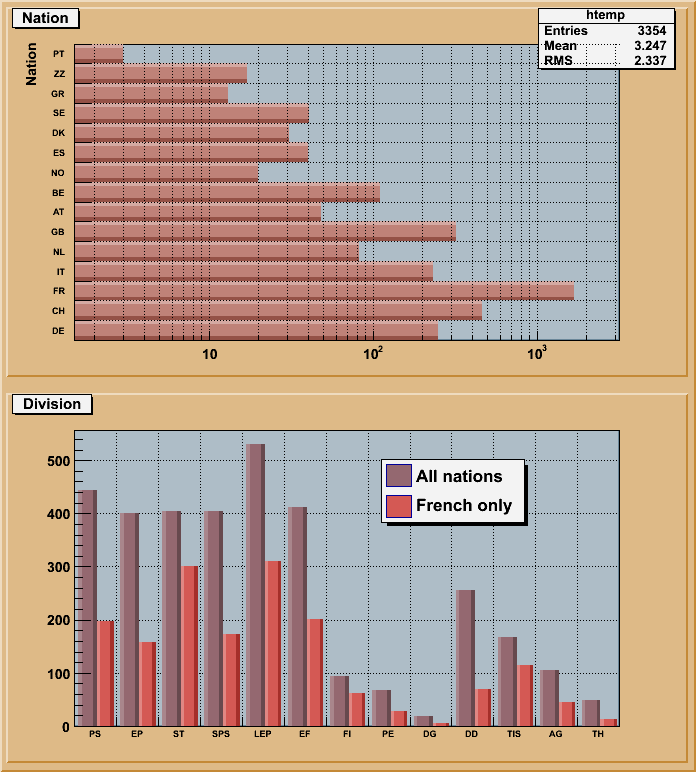 Nation
htemp
Entries 3354
Mean 3.247
RMS 2.337
Nation
PT
ZZ
GR
SE
DK
ES
NO
BE
AT
GB
NL
IT
FR
CH
DE
10 10² 10³
Division
All nations
French only
500
400
300
200
100
0
PS EP ST SPS LEP EF FI PE DG DD TIS AG TH